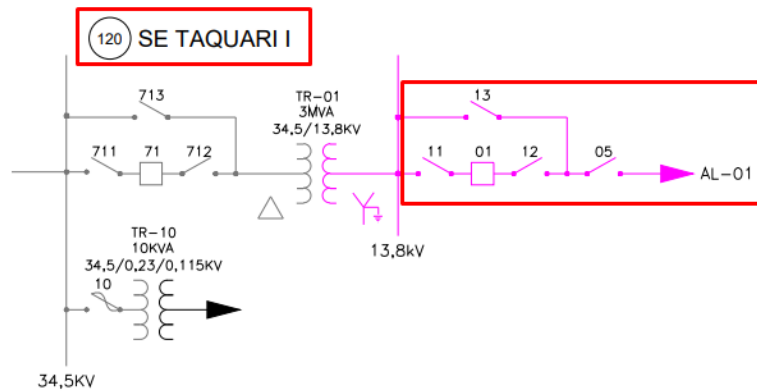 120 SE TAQUARI I
713
711 71 712
TR-01
3MVA
34,5/13,8KV
13
11 01 12 05
AL-01
13,8kV
TR-10
10KVA
34,5/0,23/0,115KV
10
34,5KV